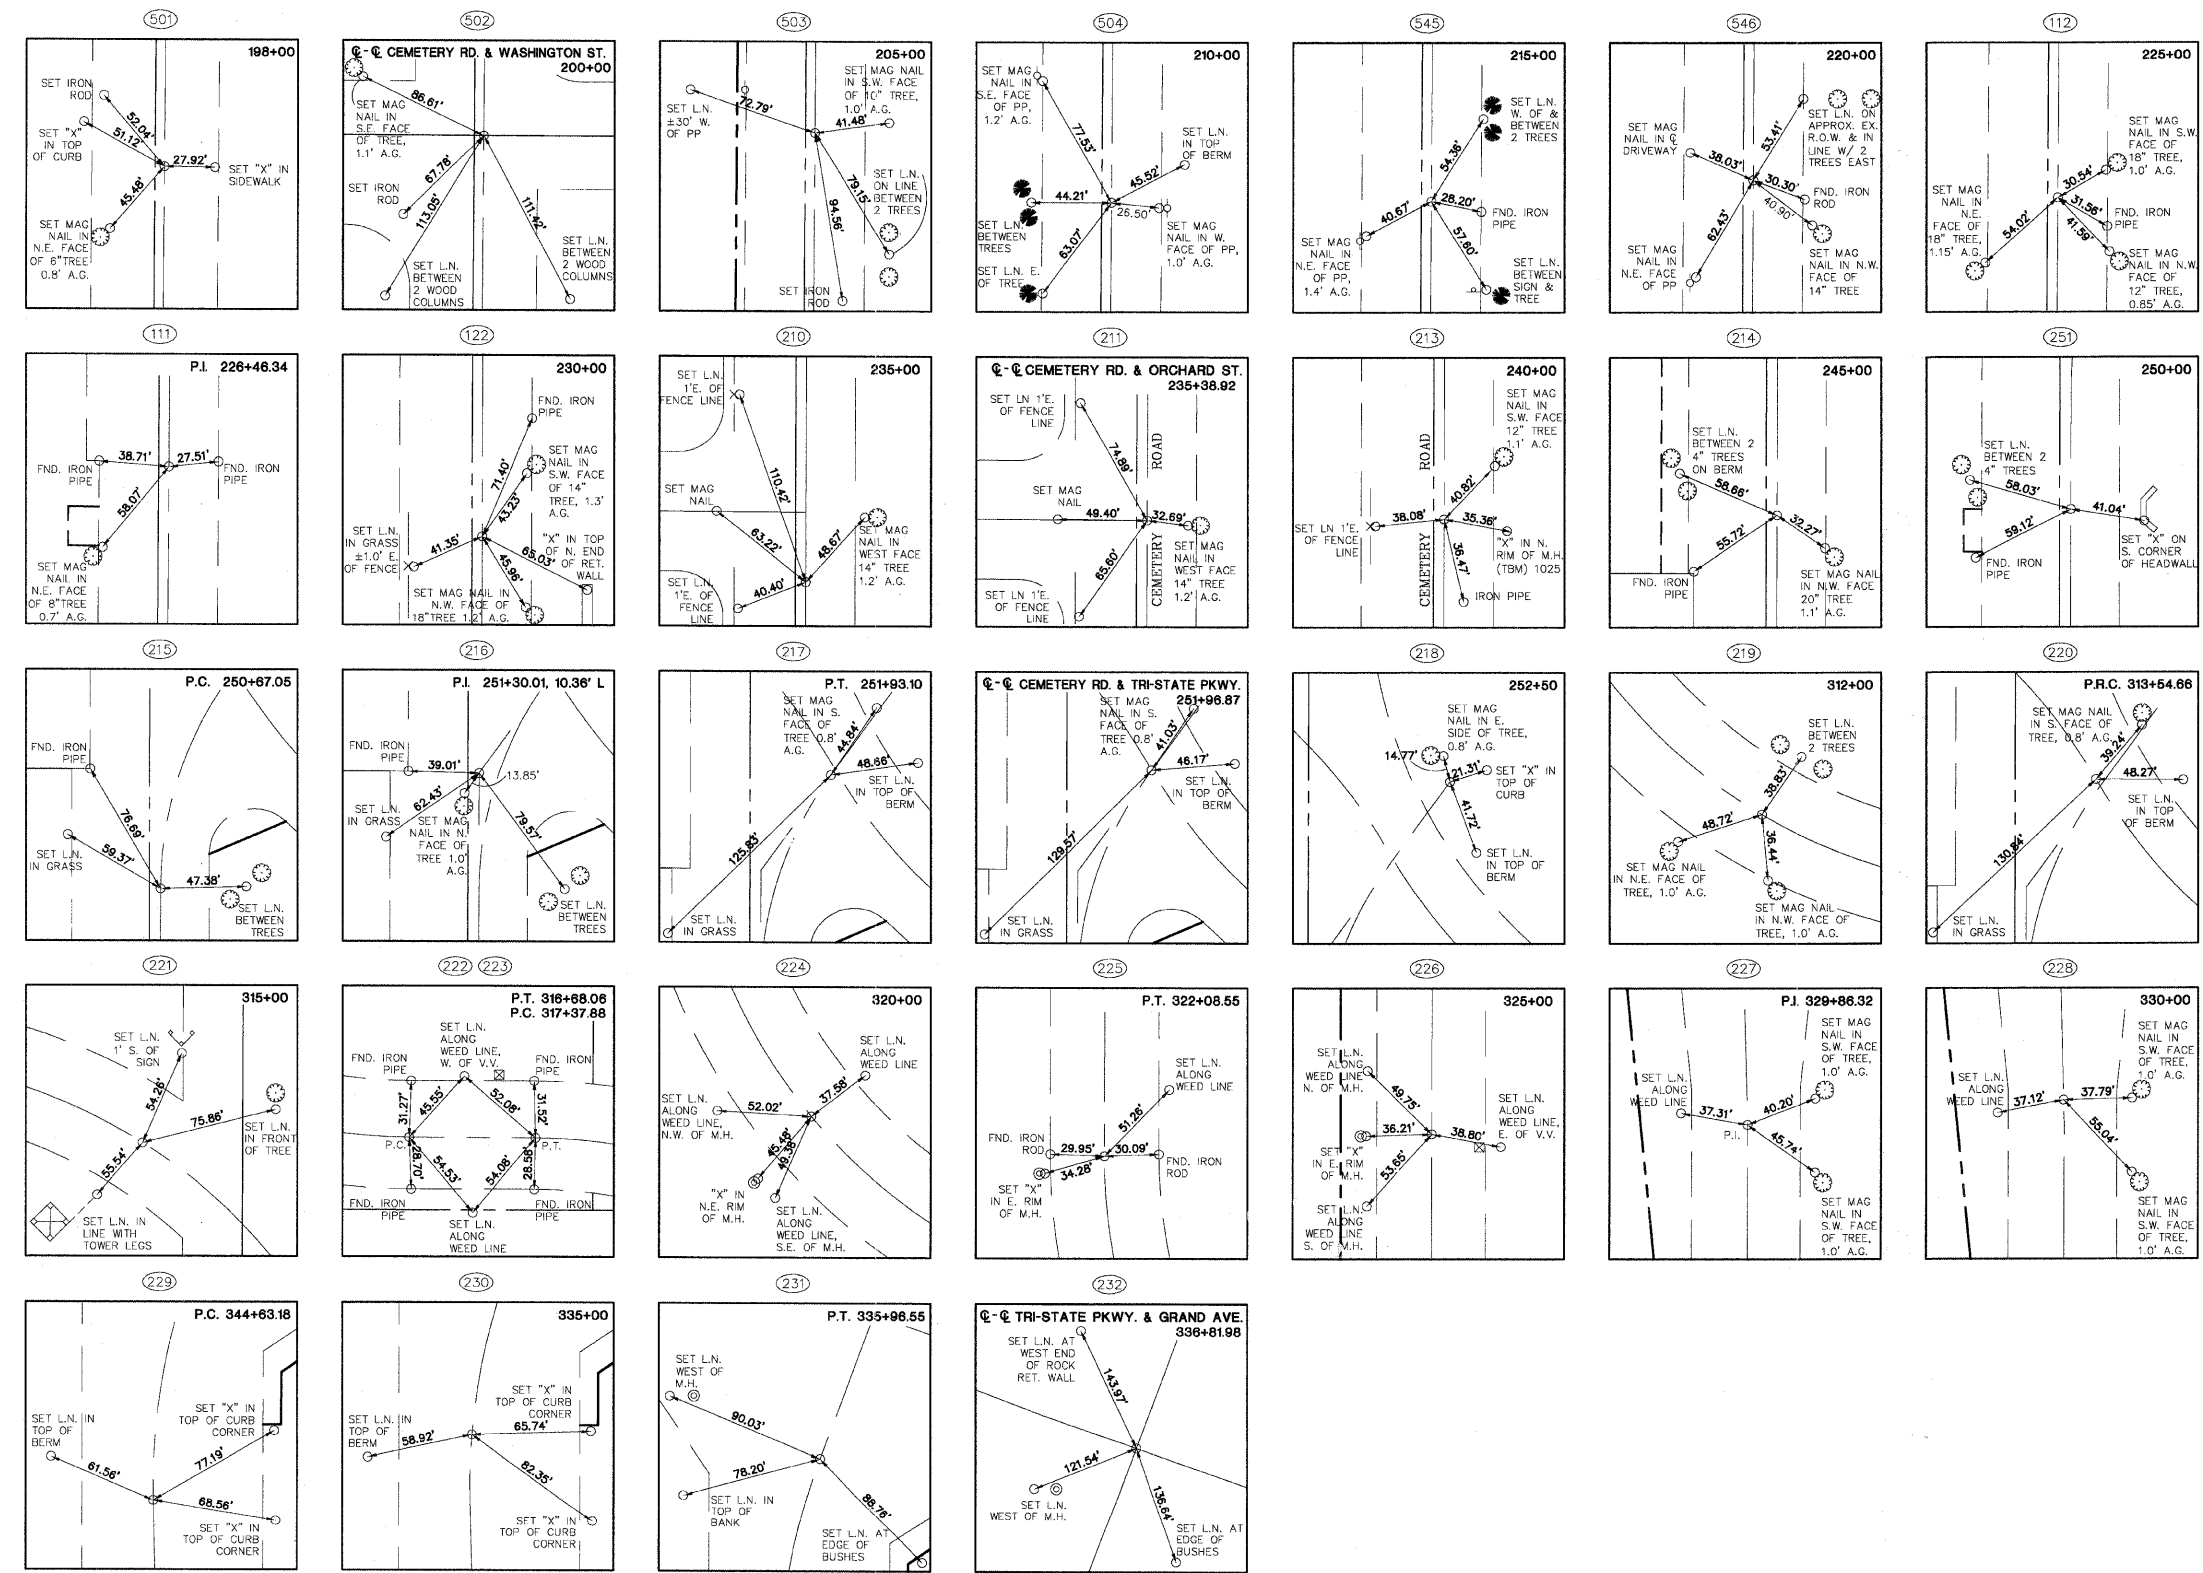 501
198+00
SET IRON
ROD
52.04'
51.12'
SET "X"
IN TOP
OF CURB
27.92'
SET "X" IN
SIDEWALK
45.48'
SET MAG
NAIL IN
N.E. FACE
OF 6"TREE
0.8' A.G.
502
℄-℄ CEMETERY RD. & WASHINGTON ST.
200+00
86.61'
SET MAG
NAIL IN
S.E. FACE
OF TREE,
1.1' A.G.
67.78'
SET IRON
ROD
113.05'
111.42'
SET L.N.
BETWEEN
2 WOOD
COLUMNS
SET L.N.
BETWEEN
2 WOOD
COLUMNS
503
205+00
SET MAG NAIL
IN S.W. FACE
OF 10" TREE,
1.0' A.G.
72.79'
SET L.N.
±30' W.
OF PP
41.48'
79.15'
94.56'
SET L.N.
ON LINE
BETWEEN
2 TREES
SET IRON
ROD
504
210+00
SET MAG
NAIL IN
S.E. FACE
OF PP,
1.2' A.G.
77.53'
SET L.N.
IN TOP
OF BERM
45.52'
44.21'
26.50'
SET L.N.
BETWEEN
TREES
63.07'
SET MAG
NAIL IN W.
FACE OF PP,
1.0' A.G.
SET L.N. E.
OF TREE
545
215+00
SET L.N.
W. OF &
BETWEEN
2 TREES
54.36'
28.20'
40.67'
FND. IRON
PIPE
57.60'
SET MAG
NAIL IN
N.E. FACE
OF PP,
1.4' A.G.
SET L.N.
BETWEEN
SIGN &
TREE
546
220+00
SET L.N. ON
APPROX. EX.
R.O.W. & IN
LINE W/ 2
TREES EAST
53.41'
SET MAG
NAIL IN ℄
DRIVEWAY
38.03'
30.30'
FND. IRON
ROD
40.90'
62.43'
SET MAG
NAIL IN
N.E. FACE
OF PP
SET MAG
NAIL IN N.W.
FACE OF
14" TREE
112
225+00
SET MAG
NAIL IN S.W.
FACE OF
18" TREE,
1.0' A.G.
30.54'
31.56'
FND. IRON
PIPE
41.59'
54.02'
SET MAG
NAIL IN
N.E.
FACE OF
18" TREE,
1.15' A.G.
SET MAG
NAIL IN N.W.
FACE OF
12" TREE,
0.85' A.G.
111
P.I. 226+46.34
38.71'
27.51'
FND. IRON
PIPE
FND. IRON
PIPE
58.07'
SET MAG
NAIL IN
N.E. FACE
OF 8"TREE
0.7' A.G.
122
230+00
FND. IRON
PIPE
71.40'
43.23'
SET MAG
NAIL IN
S.W. FACE
OF 14"
TREE, 1.3'
A.G.
SET L.N.
IN GRASS
±1.0' E.
OF FENCE
41.35'
65.03'
"X" IN TOP
OF N. END
OF RET.
WALL
45.96'
SET MAG NAIL IN
N.W. FACE OF
18"TREE 1.2' A.G.
210
235+00
SET L.N.
1'E. OF
FENCE LINE
110.42'
SET MAG
NAIL
63.22'
48.67'
SET MAG
NAIL IN
WEST FACE
14" TREE
1.2' A.G.
SET L.N.
1'E. OF
FENCE
LINE
40.40'
211
℄-℄ CEMETERY RD. & ORCHARD ST.
235+38.92
SET LN 1'E.
OF FENCE
LINE
74.89'
ROAD
SET MAG
NAIL
49.40'
32.69'
65.60'
CEMETERY
SET MAG
NAIL IN
WEST FACE
14" TREE
1.2' A.G.
SET LN 1'E.
OF FENCE
LINE
213
240+00
SET MAG
NAIL IN
S.W. FACE
12" TREE
1.1' A.G.
ROAD
40.82'
SET LN 1'E.
OF FENCE
LINE
38.08'
35.36'
"X" IN N.
RIM OF M.H.
(TBM) 1025
36.47'
CEMETERY
IRON PIPE
214
245+00
SET L.N.
BETWEEN 2
4" TREES
ON BERM
58.66'
55.72'
32.27'
FND. IRON
PIPE
SET MAG NAIL
IN N.W. FACE
20" TREE
1.1' A.G.
251
250+00
SET L.N.
BETWEEN 2
4" TREES
58.03'
41.04'
59.12'
FND. IRON
PIPE
SET "X" ON
S. CORNER
OF HEADWALL
215
P.C. 250+67.05
FND. IRON
PIPE
76.69'
59.37'
SET L.N.
IN GRASS
47.38'
SET L.N.
BETWEEN
TREES
216
P.I. 251+30.01, 10.36' L
FND. IRON
PIPE
39.01'
13.85'
62.43'
SET L.N.
IN GRASS
79.57'
SET MAG
NAIL IN N.
FACE OF
TREE 1.0'
A.G.
SET L.N.
BETWEEN
TREES
217
P.T. 251+93.10
SET MAG
NAIL IN S.
FACE OF
TREE 0.8'
A.G.
44.84'
48.66'
SET L.N.
IN TOP OF
BERM
125.83'
SET L.N.
IN GRASS
℄-℄ CEMETERY RD. & TRI-STATE PKWY.
251+96.87
SET MAG
NAIL IN S.
FACE OF
TREE 0.8'
A.G.
41.03'
46.17'
SET L.N.
IN TOP OF
BERM
129.57'
SET L.N.
IN GRASS
218
252+50
SET MAG
NAIL IN E.
SIDE OF TREE,
0.8' A.G.
14.77'
21.31'
SET "X" IN
TOP OF
CURB
41.72'
SET L.N.
IN TOP OF
BERM
219
312+00
SET L.N.
BETWEEN
2 TREES
38.83'
48.72'
36.44'
SET MAG NAIL
IN N.E. FACE OF
TREE, 1.0' A.G.
SET MAG NAIL
IN N.W. FACE OF
TREE, 1.0' A.G.
220
P.R.C. 313+54.66
SET MAG NAIL
IN S. FACE OF
TREE, 0.8' A.G.
39.24'
48.27'
SET L.N.
IN TOP
OF BERM
130.84'
SET L.N.
IN GRASS
221
315+00
SET L.N.
1' S. OF
SIGN
54.26'
75.86'
SET L.N.
IN FRONT
OF TREE
55.54'
SET L.N. IN
LINE WITH
TOWER LEGS
222 223
P.T. 316+68.06
P.C. 317+37.88
SET L.N.
ALONG
WEED LINE,
W. OF V.V.
FND. IRON
PIPE
FND. IRON
PIPE
31.27'
45.55'
52.08'
31.52'
P.C.
P.T.
28.70'
54.53'
54.08'
28.58'
FND. IRON
PIPE
FND. IRON
PIPE
SET L.N.
ALONG
WEED LINE
224
320+00
SET L.N.
ALONG
WEED LINE
37.58'
SET L.N.
ALONG
WEED LINE,
N.W. OF M.H.
52.02'
45.48'
49.38'
"X" IN
N.E. RIM
OF M.H.
SET L.N.
ALONG
WEED LINE,
S.E. OF M.H.
225
P.T. 322+08.55
SET L.N.
ALONG
WEED LINE
51.26'
FND. IRON
ROD
29.95'
30.09'
34.28'
FND. IRON
ROD
SET "X"
IN E. RIM
OF M.H.
226
325+00
SET L.N.
ALONG
WEED LINE
N. OF M.H.
49.75'
SET L.N.
ALONG
WEED LINE,
E. OF V.V.
36.21'
38.80'
SET "X"
IN E. RIM
OF M.H.
53.65'
SET L.N.
ALONG
WEED LINE
S. OF M.H.
227
P.I. 329+86.32
SET MAG
NAIL IN
S.W. FACE
OF TREE,
1.0' A.G.
SET L.N.
ALONG
WEED LINE
37.31'
40.20'
P.I.
45.74'
SET MAG
NAIL IN
S.W. FACE
OF TREE,
1.0' A.G.
228
330+00
SET MAG
NAIL IN
S.W. FACE
OF TREE,
1.0' A.G.
SET L.N.
ALONG
WEED LINE
37.12'
37.79'
55.04'
SET MAG
NAIL IN
S.W. FACE
OF TREE,
1.0' A.G.
229
P.C. 344+63.18
SET "X" IN
TOP OF CURB
CORNER
SET L.N. IN
TOP OF
BERM
61.56'
77.19'
68.56'
SET "X" IN
TOP OF CURB
CORNER
230
335+00
SET "X" IN
TOP OF CURB
CORNER
SET L.N. IN
TOP OF
BERM
58.92'
65.74'
82.35'
SET "X" IN
TOP OF CURB
CORNER
231
P.T. 335+96.55
SET L.N.
WEST OF
M.H.
90.03'
78.20'
SET L.N. IN
TOP OF
BANK
88.76'
SET L.N. AT
EDGE OF
BUSHES
232
℄-℄ TRI-STATE PKWY. & GRAND AVE.
336+81.98
SET L.N. AT
WEST END
OF ROCK
RET. WALL
143.97'
121.54'
SET L.N.
WEST OF M.H.
136.64'
SET L.N. AT
EDGE OF
BUSHES